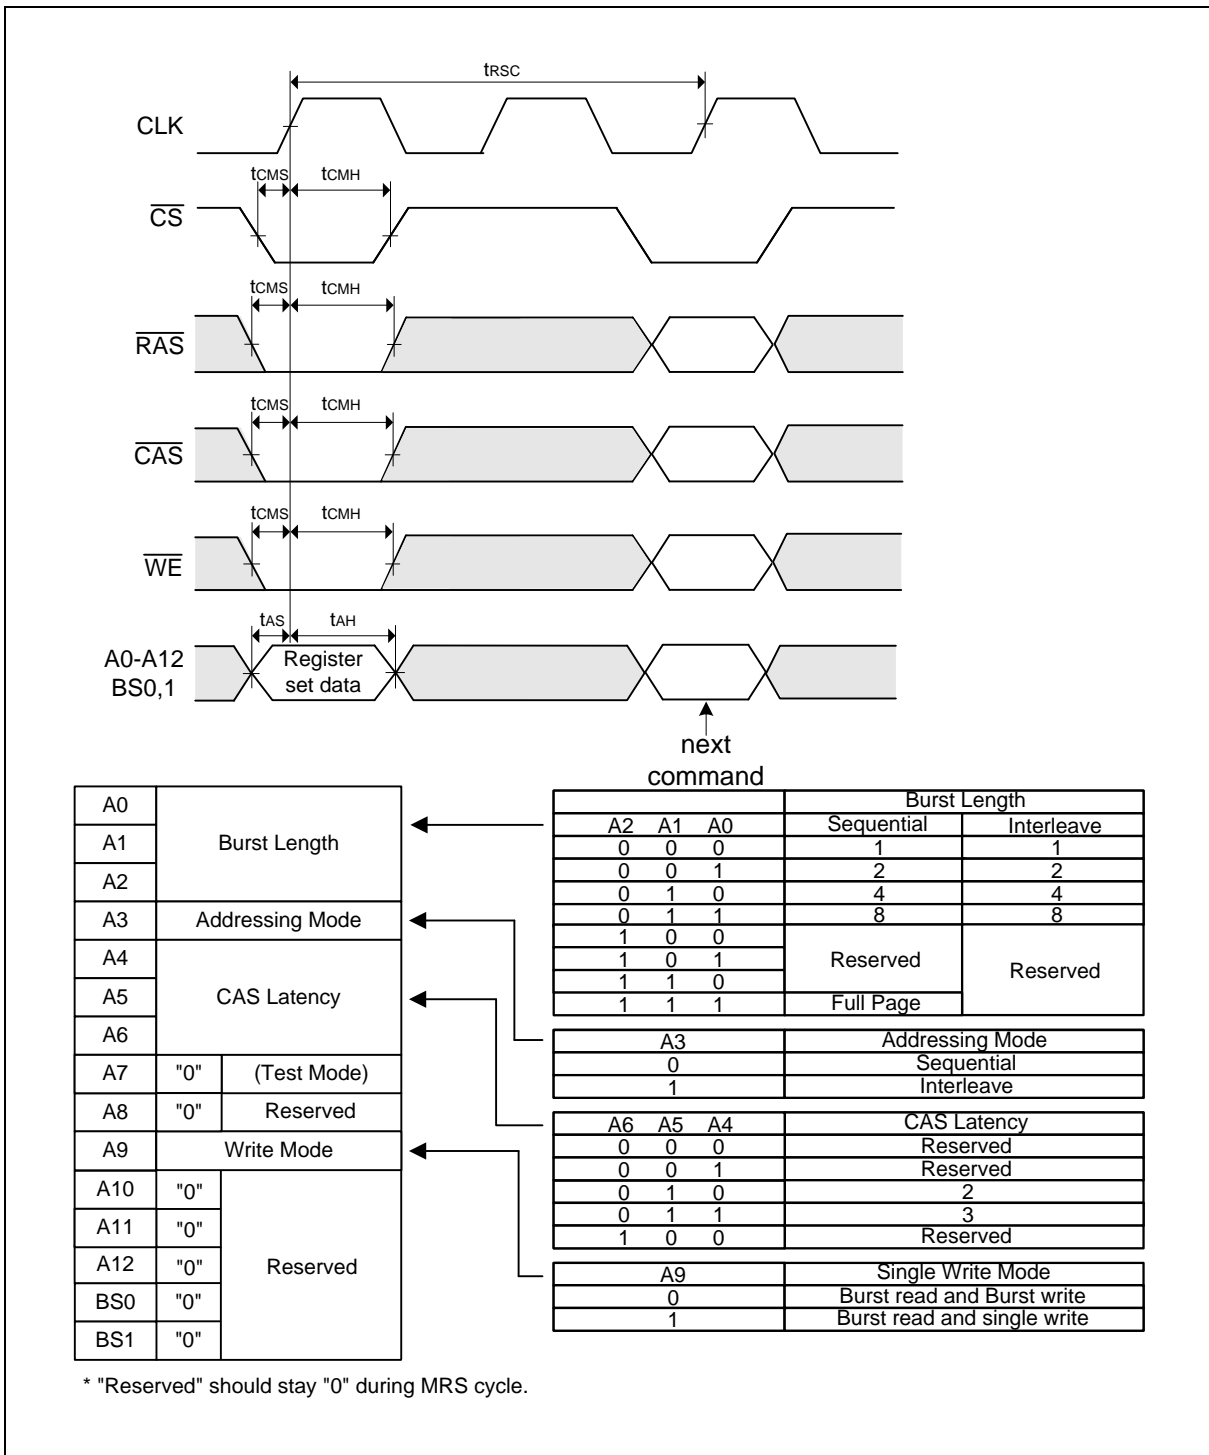 tRSC
CLK
tCMS tCMH
CS
tCMS tCMH
RAS
tCMS tCMH
CAS
tCMS tCMH
WE
tAS tAH
A0-A12
BS0,1
Register
set data
next
command
A0
A1 Burst Length
A2
A3 Addressing Mode
A4
A5 CAS Latency
A6
A7 "0" (Test Mode)
A8 "0" Reserved
A9 Write Mode
A10 "0"
A11 "0"
A12 "0" Reserved
BS0 "0"
BS1 "0"
Burst Length
A2 A1 A0 Sequential Interleave
0 0 0 1 1
0 0 1 2 2
0 1 0 4 4
0 1 1 8 8
1 0 0
1 0 1 Reserved Reserved
1 1 0
1 1 1 Full Page
A3 Addressing Mode
0 Sequential
1 Interleave
A6 A5 A4 CAS Latency
0 0 0 Reserved
0 0 1 Reserved
0 1 0 2
0 1 1 3
1 0 0 Reserved
A9 Single Write Mode
0 Burst read and Burst write
1 Burst read and single write
* "Reserved" should stay "0" during MRS cycle.